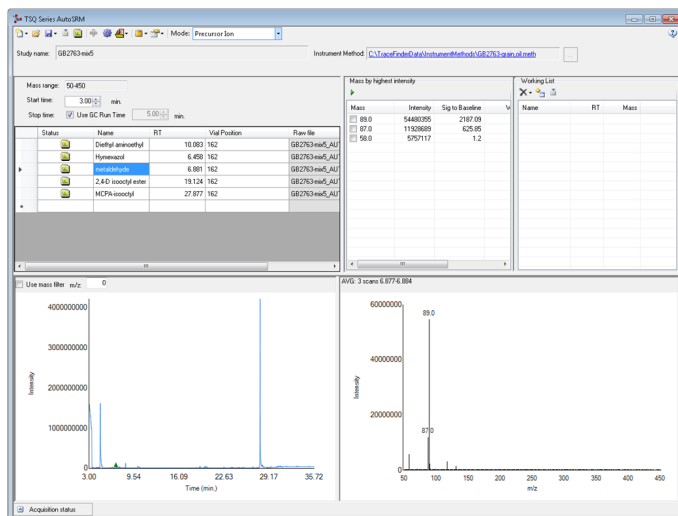 TSQ Series AutoSRM
Mode: Precursor Ion
Study name: GB2763-mix5
Instrument Method: C:\TraceFinderData\InstrumentMethods\GB2763-grain,oil.meth ...
Mass range: 50-450
Start time: 3.00 min.
Stop time: Use GC Run Time 5.00 min.
Status Name RT Vial Position Raw file
Diethyl aminoethyl 10.083 162 GB2763-mix5_AU
Hymexazol 6.458 162 GB2763-mix5_AU
metaldehyde 6.881 162 GB2763-mix5_AU
2,4-D isooctyl ester 19.124 162 GB2763-mix5_AU
MCPA-isooctyl 27.877 162 GB2763-mix5_AU
Mass by highest intensity
Mass Intensity Sig to Baseline
89.0 54480355 2187.09
87.0 11928689 625.85
58.0 5757117 1.2
Working List
Name RT Mass
Use mass filter m/z: 0
4000000000
3000000000
2000000000
1000000000
0
Intensity
3.00 9.54 16.09 22.63 29.17 35.72
Time (min.)
AVG: 3 scans 6.877-6.884
60000000
40000000
20000000
0
Intensity
89.0
87.0
50 100 150 200 250 300 350 400 450
m/z
Acquisition status